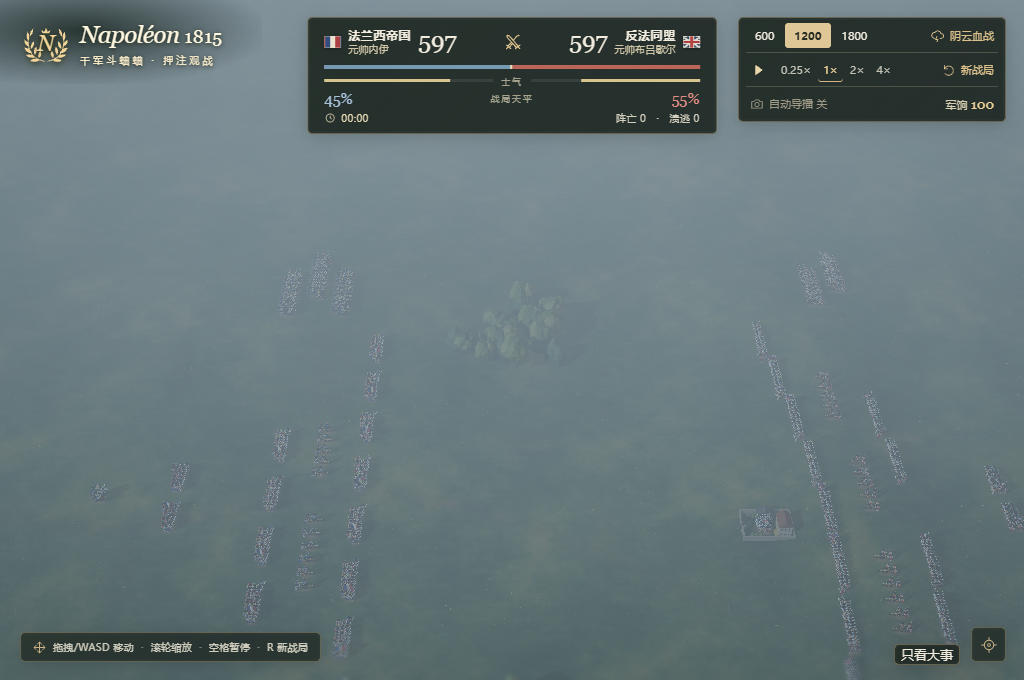 Napoléon 1815
千军斗蛐蛐 · 押注观战
法兰西帝国
元帅内伊
597
597
反法同盟
元帅布吕歇尔
士气
45%
战局天平
55%
00:00
阵亡 0 · 溃逃 0
600 1200 1800 阴云血战
0.25× 1× 2× 4× 新战局
自动导播 关 军饷 100
拖拽/WASD 移动 · 滚轮缩放 · 空格暂停 · R 新战局
只看大事